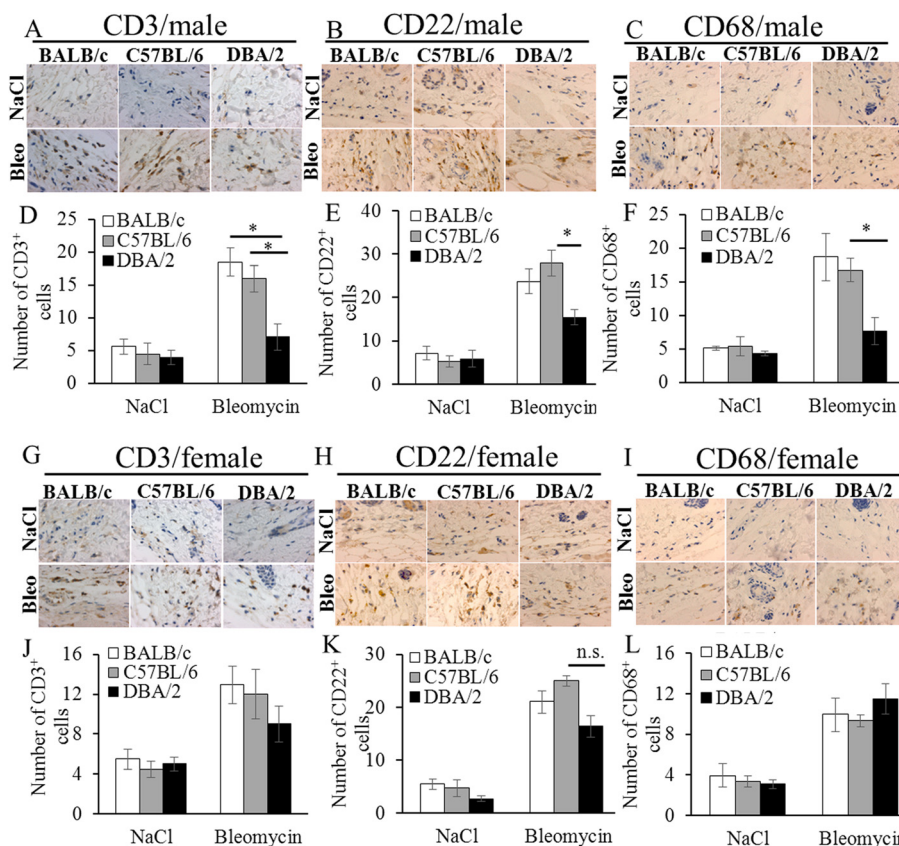 A CD3/male
BALB/c C57BL/6 DBA/2
NaCl
Bleo
B CD22/male
BALB/c C57BL/6 DBA/2
NaCl
Bleo
C CD68/male
BALB/c C57BL/6 DBA/2
NaCl
Bleo
D
Number of CD3⁺
cells
25
20
15
10
5
0
BALB/c
C57BL/6
DBA/2
*
*
NaCl Bleomycin
E
Number of CD22⁺
cells
40
30
20
10
0
BALB/c
C57BL/6
DBA/2
*
NaCl Bleomycin
F
Number of CD68⁺
cells
25
20
15
10
5
0
BALB/c
C57BL/6
DBA/2
*
NaCl Bleomycin
G CD3/female
BALB/c C57BL/6 DBA/2
NaCl
Bleo
H CD22/female
BALB/c C57BL/6 DBA/2
NaCl
Bleo
I CD68/female
BALB/c C57BL/6 DBA/2
NaCl
Bleo
J
Number of CD3⁺
cells
16
12
8
4
0
BALB/c
C57BL/6
DBA/2
NaCl Bleomycin
K
Number of CD22⁺
cells
30
20
10
0
BALB/c
C57BL/6
DBA/2
n.s.
NaCl Bleomycin
L
Number of CD68⁺
cells
16
12
8
4
0
BALB/c
C57BL/6
DBA/2
NaCl Bleomycin